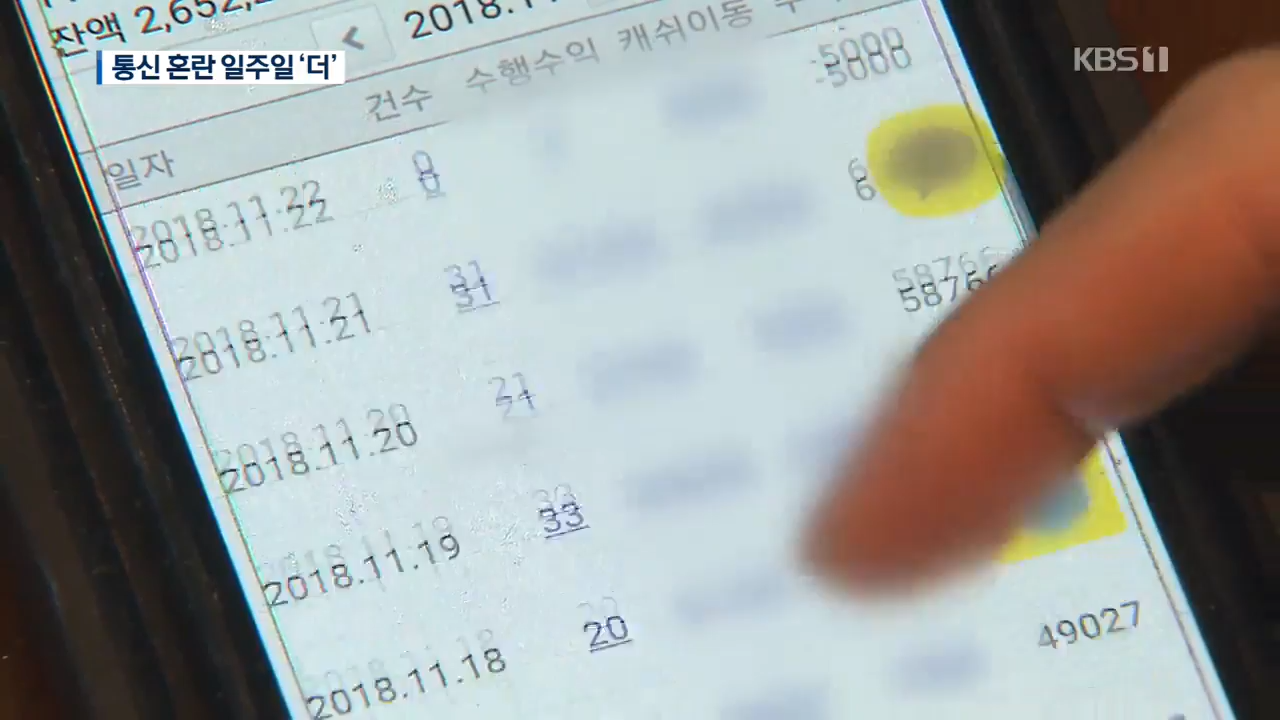 잔액 2,652,
2018.1
KBS1
통신 혼란 일주일 ‘더’
일자 건수 수행수익 캐쉬이동
2018.11.22 0 -5000
2018.11.21 31 6
2018.11.20 21 58766
2018.11.19 33
2018.11.18 20 49027